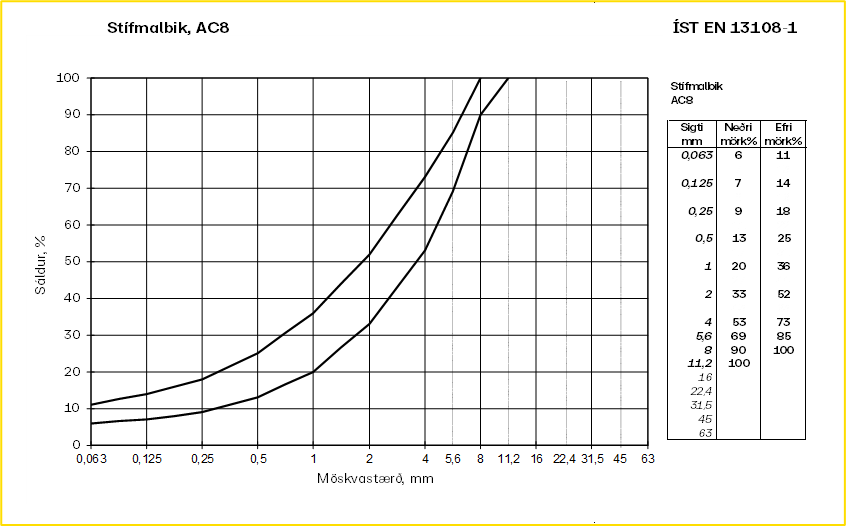 Stífmalbik, AC8
ÍST EN 13108-1
100
90
80
70
60
50
40
30
20
10
0
Sáldur, %
0,063 0,125 0,25 0,5 1 2 4 5,6 8 11,2 16 22,4 31,5 45 63
Möskvastærð, mm
Stífmalbik
AC8
Sigti Neðri Efri
mm mörk% mörk%
0,063 6 11
0,125 7 14
0,25 9 18
0,5 13 25
1 20 36
2 33 52
4 53 73
5,6 69 85
8 90 100
11,2 100
16
22,4
31,5
45
63